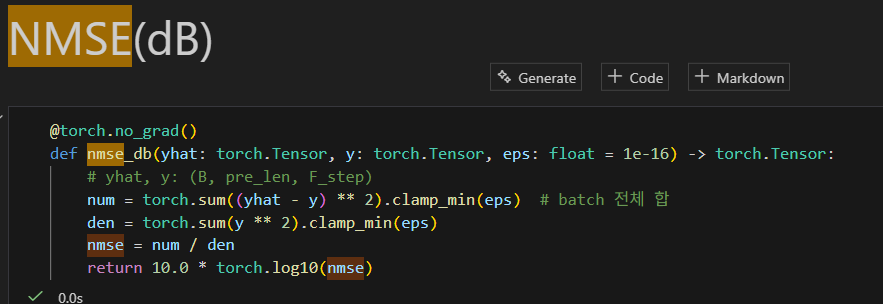 NMSE(dB)
Generate
Code
Markdown
@torch.no_grad()
def nmse_db(yhat: torch.Tensor, y: torch.Tensor, eps: float = 1e-16) -> torch.Tensor:
# yhat, y: (B, pre_len, F_step)
num = torch.sum((yhat - y) ** 2).clamp_min(eps)  # batch 전체 합
den = torch.sum(y ** 2).clamp_min(eps)
nmse = num / den
return 10.0 * torch.log10(nmse)
0.0s